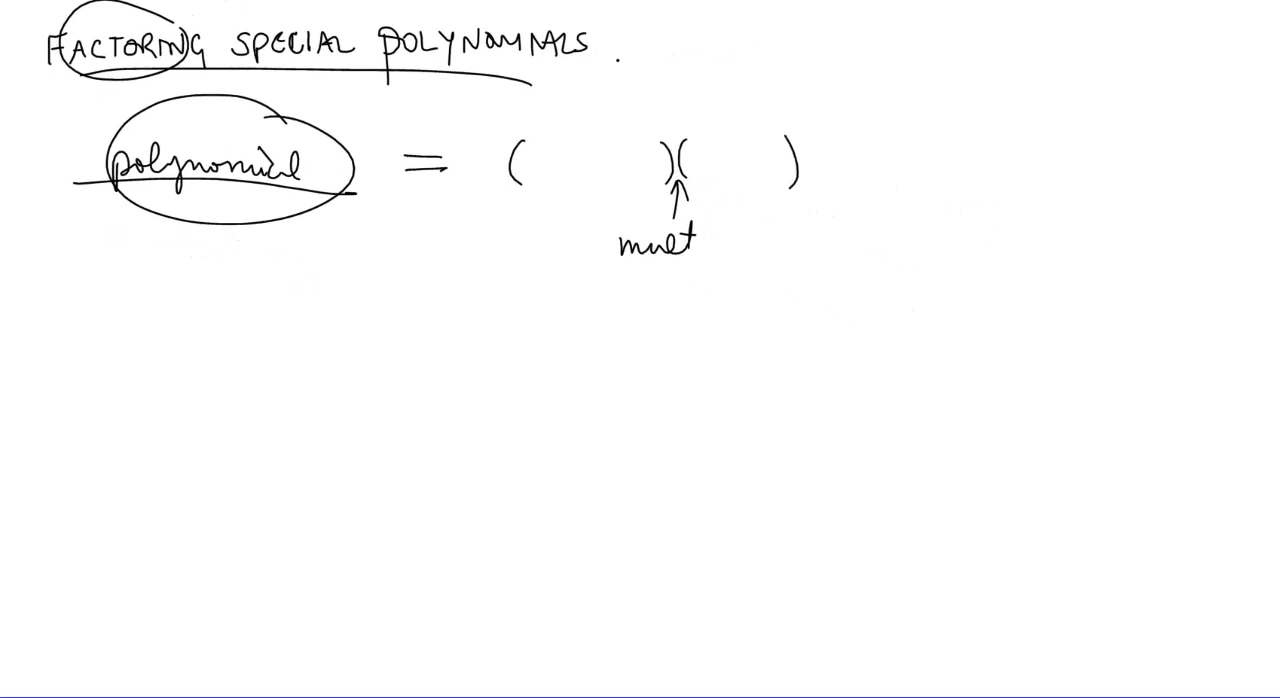 FACTORING SPECIAL POLYNOMIALS.
polynomial = ( )( )
mult